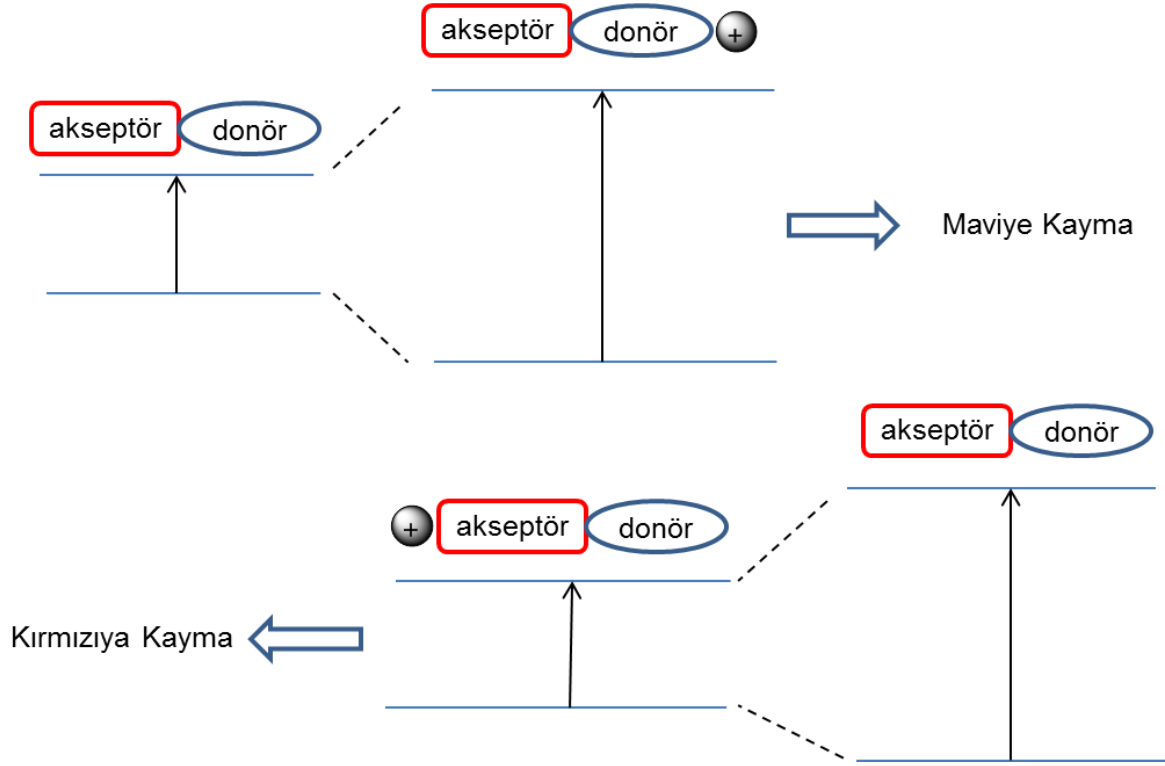 akseptör donör +
akseptör donör
Maviye Kayma
akseptör donör
+ akseptör donör
Kırmızıya Kayma